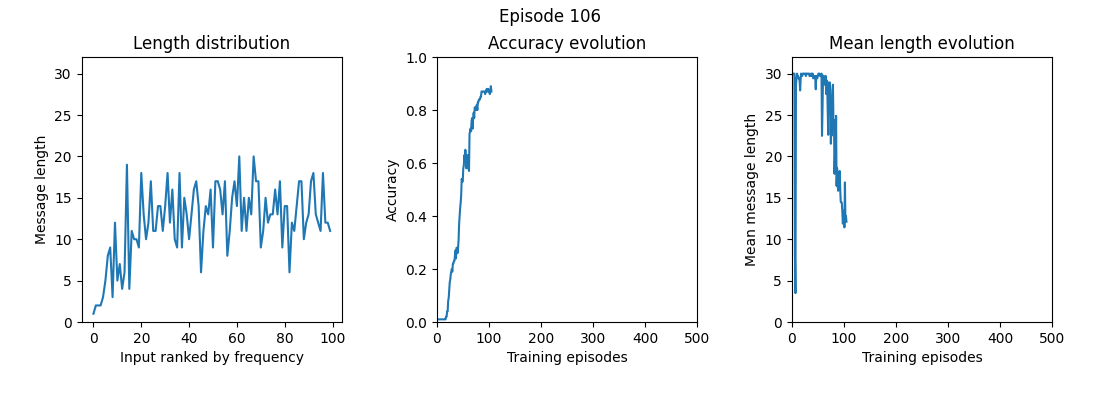 Episode 106
Length distribution
Message length
30
25
20
15
10
5
0
0 20 40 60 80 100
Input ranked by frequency
Accuracy evolution
Accuracy
1.0
0.8
0.6
0.4
0.2
0.0
0 100 200 300 400 500
Training episodes
Mean length evolution
Mean message length
30
25
20
15
10
5
0
0 100 200 300 400 500
Training episodes